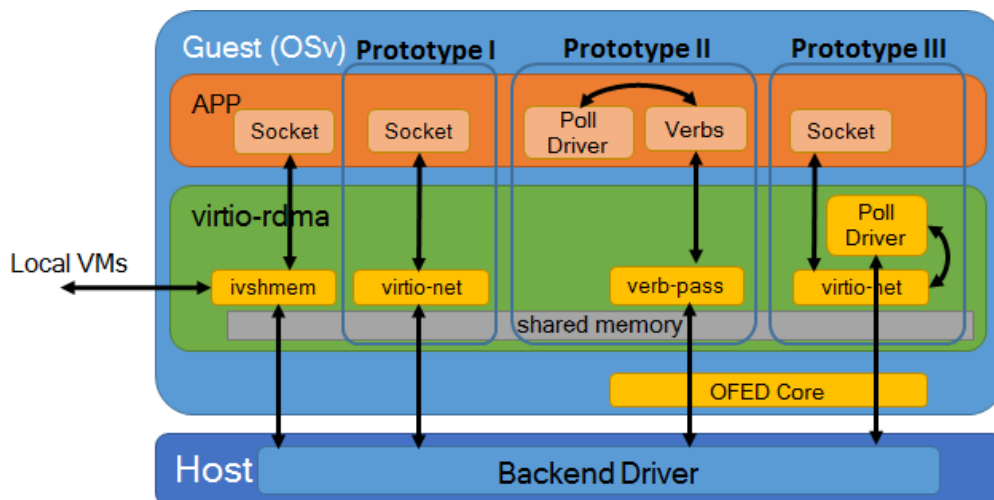 Guest (OSv)
Prototype I
Prototype II
Prototype III
APP
Socket
Socket
Poll
Driver
Verbs
Socket
virtio-rdma
Poll
Driver
Local VMs
ivshmem
virtio-net
verb-pass
virtio-net
shared memory
OFED Core
Host
Backend Driver